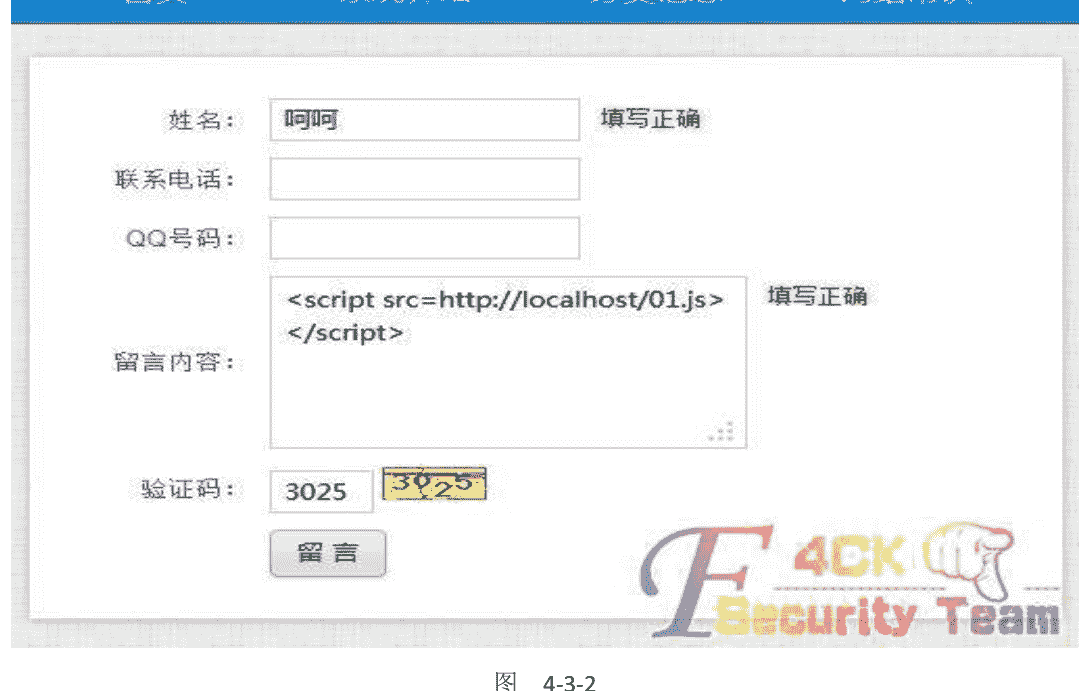 姓名： 呵呵 填写正确
联系电话：
QQ号码：
<script src=http://localhost/01.js> 填写正确
</script>
留言内容：
验证码： 3025 3025
留 言
F4CK
Security Team
图 4-3-2